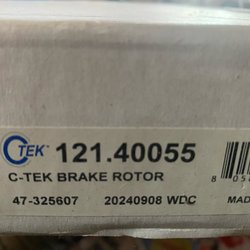 CTEK 121.40055
C-TEK BRAKE ROTOR
47-325607 20240908 WDC MAD